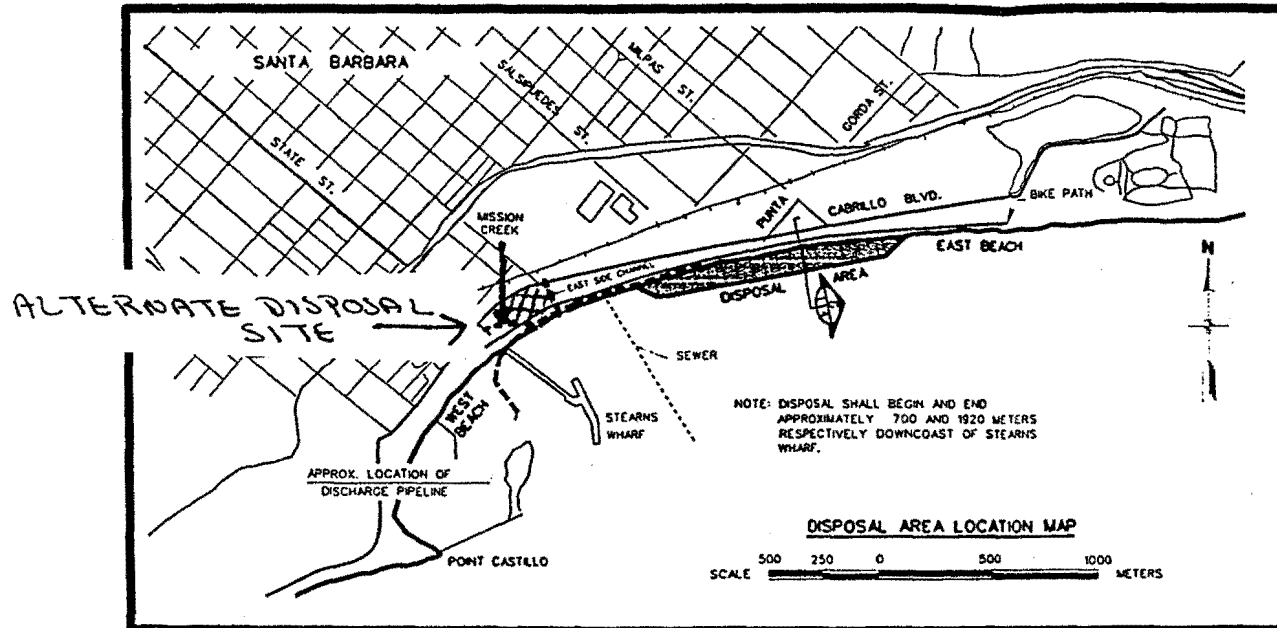 SANTA BARBARA
STATE ST.
SALSIPUEDES ST.
MILPAS ST.
GORDA ST.
PUNTA
MISSION
CREEK
CABRILLO BLVD.
BIKE PATH
EAST BEACH
EAST SIDE CHANNEL
DISPOSAL AREA
N
ALTERNATE DISPOSAL
SITE
SEWER
WEST
BEACH
STEARNS
WHARF
NOTE: DISPOSAL SHALL BEGIN AND END
APPROXIMATELY 700 AND 1920 METERS
RESPECTIVELY DOWNCOAST OF STEARNS
WHARF.
APPROX. LOCATION OF
DISCHARGE PIPELINE
POINT CASTILLO
DISPOSAL AREA LOCATION MAP
500 250 0 500 1000
SCALE METERS